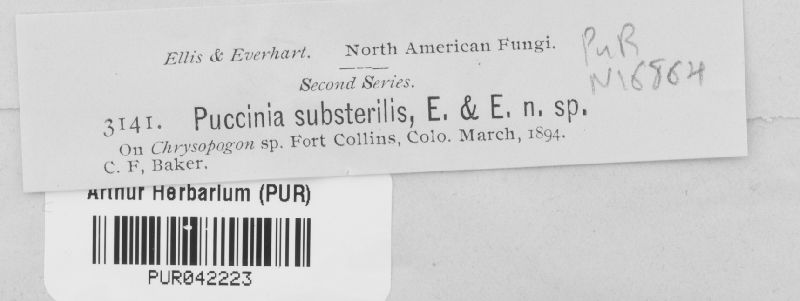 Ellis & Everhart. North American Fungi.
Second Series.
PUR
N16864
3141. Puccinia substerilis, E. & E. n. sp.
On Chrysopogon sp. Fort Collins, Colo. March, 1894.
C. F, Baker.
Arthur Herbarium (PUR)
PUR042223